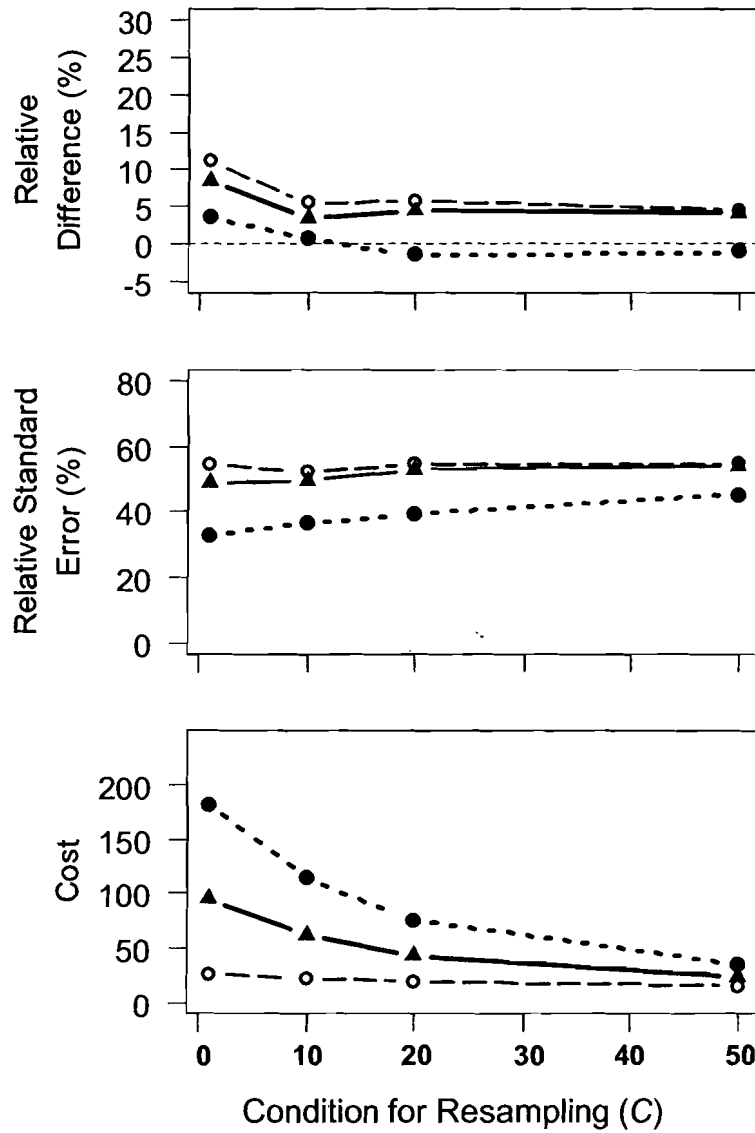 Relative
Difference (%)
30
25
20
15
10
5
0
-5
Relative Standard
Error (%)
80
60
40
20
0
Cost
200
150
100
50
0
0 10 20 30 40 50
Condition for Resampling (C)